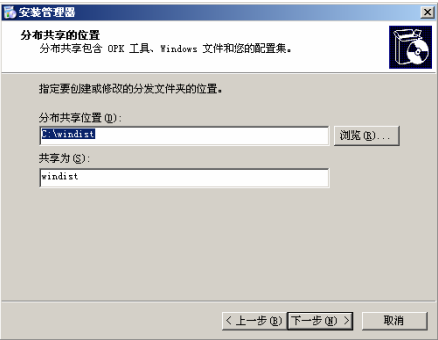 安装管理器
分布共享的位置
分布共享包含 OPK 工具、Windows 文件和您的配置集。
指定要创建或修改的分发文件夹的位置。
分布共享位置(D):
C:\windist
浏览(R)...
共享为(S):
windist
< 上一步(B) 下一步(N) > 取消